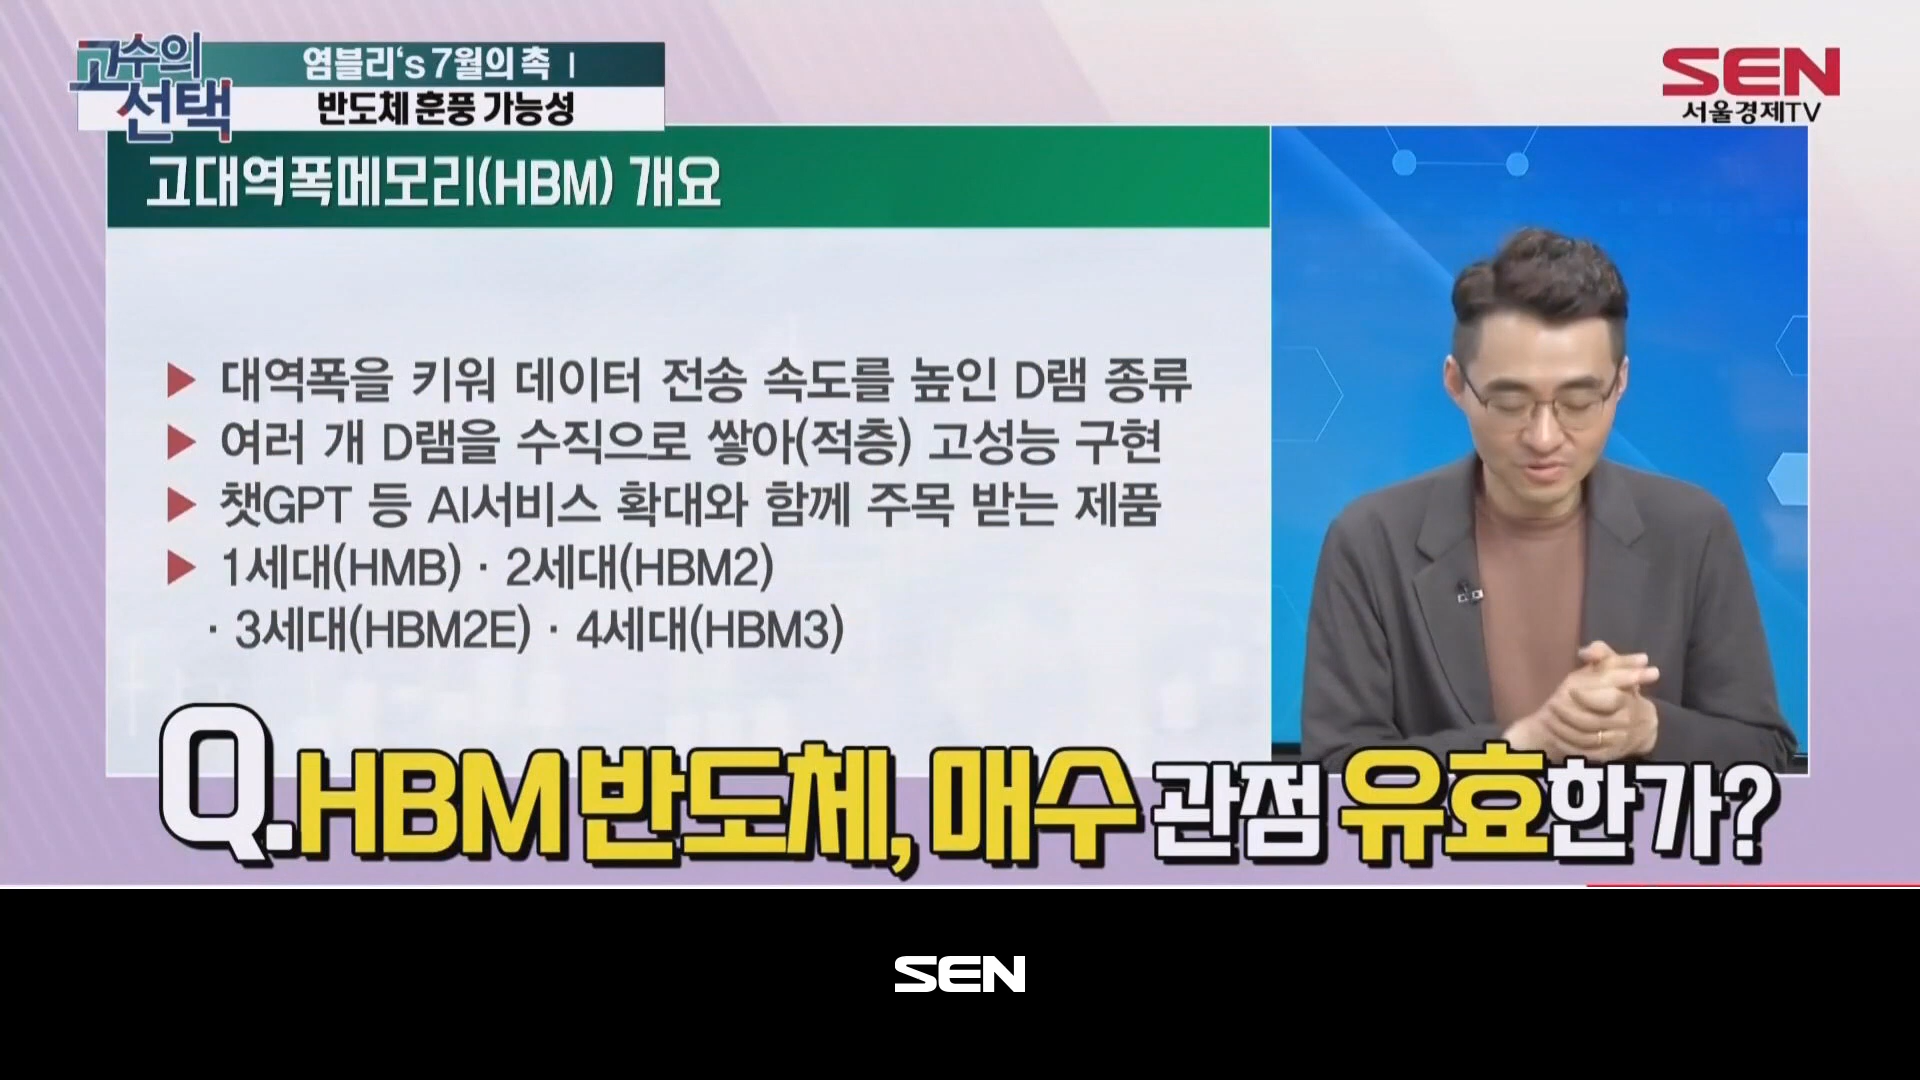 고수의
선택
염블리‘s 7월의 촉 |
반도체 훈풍 가능성
SEN
서울경제TV
고대역폭메모리(HBM) 개요
▶ 대역폭을 키워 데이터 전송 속도를 높인 D램 종류
▶ 여러 개 D램을 수직으로 쌓아(적층) 고성능 구현
▶ 챗GPT 등 AI서비스 확대와 함께 주목 받는 제품
▶ 1세대(HMB) · 2세대(HBM2)
· 3세대(HBM2E) · 4세대(HBM3)
Q.HBM 반도체, 매수 관점 유효한가?
SEN